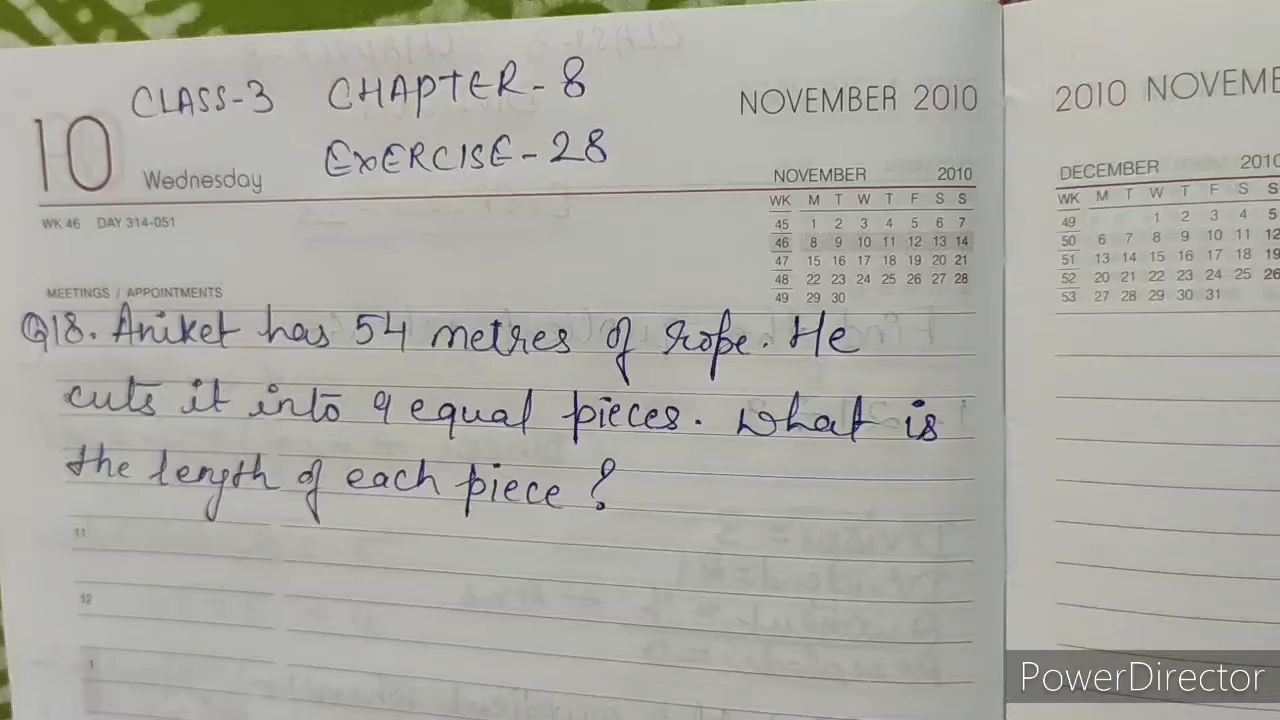 CLASS-3 CHAPTER-8
EXERCISE-28
10 Wednesday
WK 46 DAY 314-051
MEETINGS / APPOINTMENTS
NOVEMBER 2010
NOVEMBER 2010
WK M T W T F S S
45 1 2 3 4 5 6 7
46 8 9 10 11 12 13 14
47 15 16 17 18 19 20 21
48 22 23 24 25 26 27 28
49 29 30
Q18. Aniket has 54 metres of rope. He
cuts it into 9 equal pieces. What is
the length of each piece?
11
12
1
2010 NOVEMBE
DECEMBER 2010
WK M T W T F S S
49 1 2 3 4 5
50 6 7 8 9 10 11 12
51 13 14 15 16 17 18 19
52 20 21 22 23 24 25 26
53 27 28 29 30 31
PowerDirector